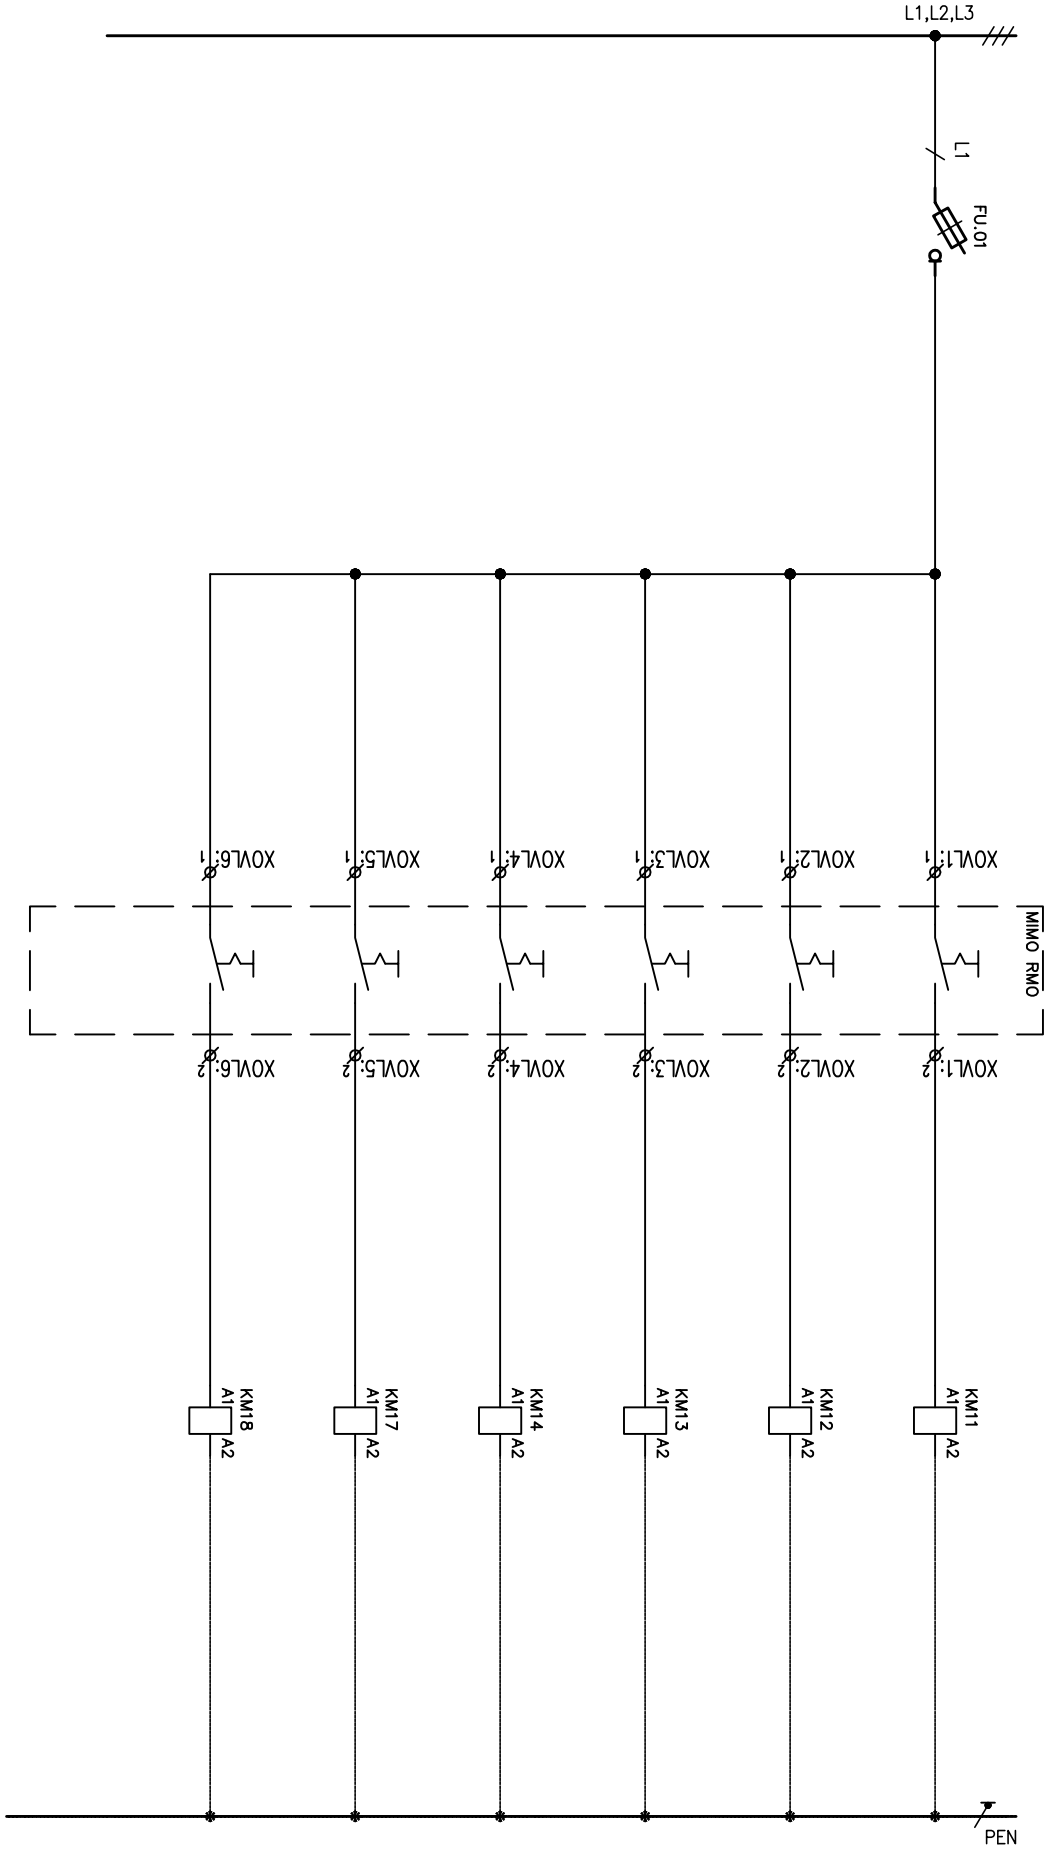 L1,L2,L3
L1
FU.01
XOVL6:1
XOVL5:1
XOVL4:1
XOVL3:1
XOVL2:1
XOVL1:1
MIMO RMO
XOVL6:2
XOVL5:2
XOVL4:2
XOVL3:2
XOVL2:2
XOVL1:2
KM18
A1 A2
KM17
A1 A2
KM14
A1 A2
KM13
A1 A2
KM12
A1 A2
KM11
A1 A2
PEN